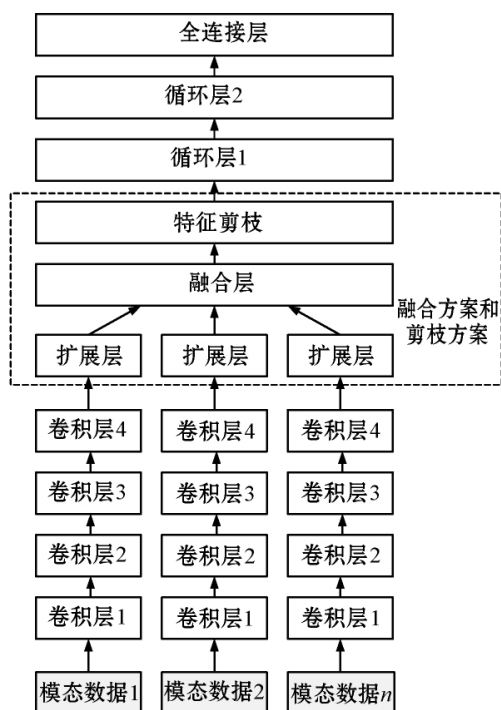 全连接层
循环层2
循环层1
特征剪枝
融合层
融合方案和
剪枝方案
扩展层 扩展层 扩展层
卷积层4 卷积层4 卷积层4
卷积层3 卷积层3 卷积层3
卷积层2 卷积层2 卷积层2
卷积层1 卷积层1 卷积层1
模态数据1 模态数据2 模态数据n